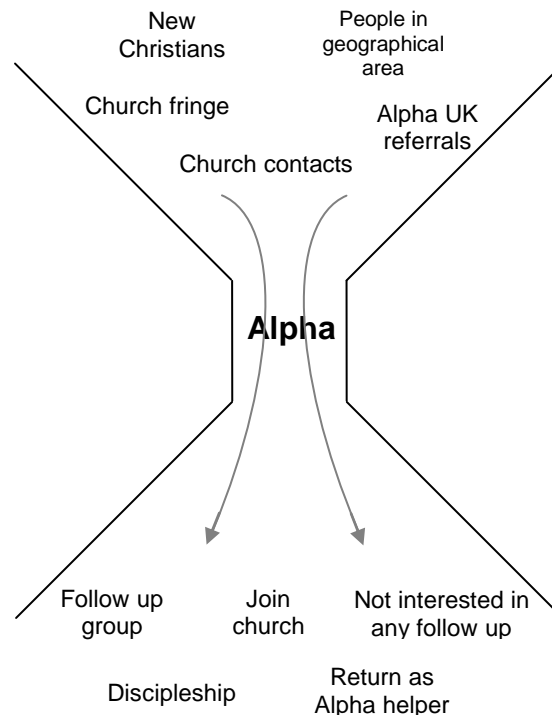 New
Christians
People in
geographical
area
Church fringe
Alpha UK
referrals
Church contacts
Alpha
Follow up
group
Join
church
Not interested in
any follow up
Discipleship
Return as
Alpha helper